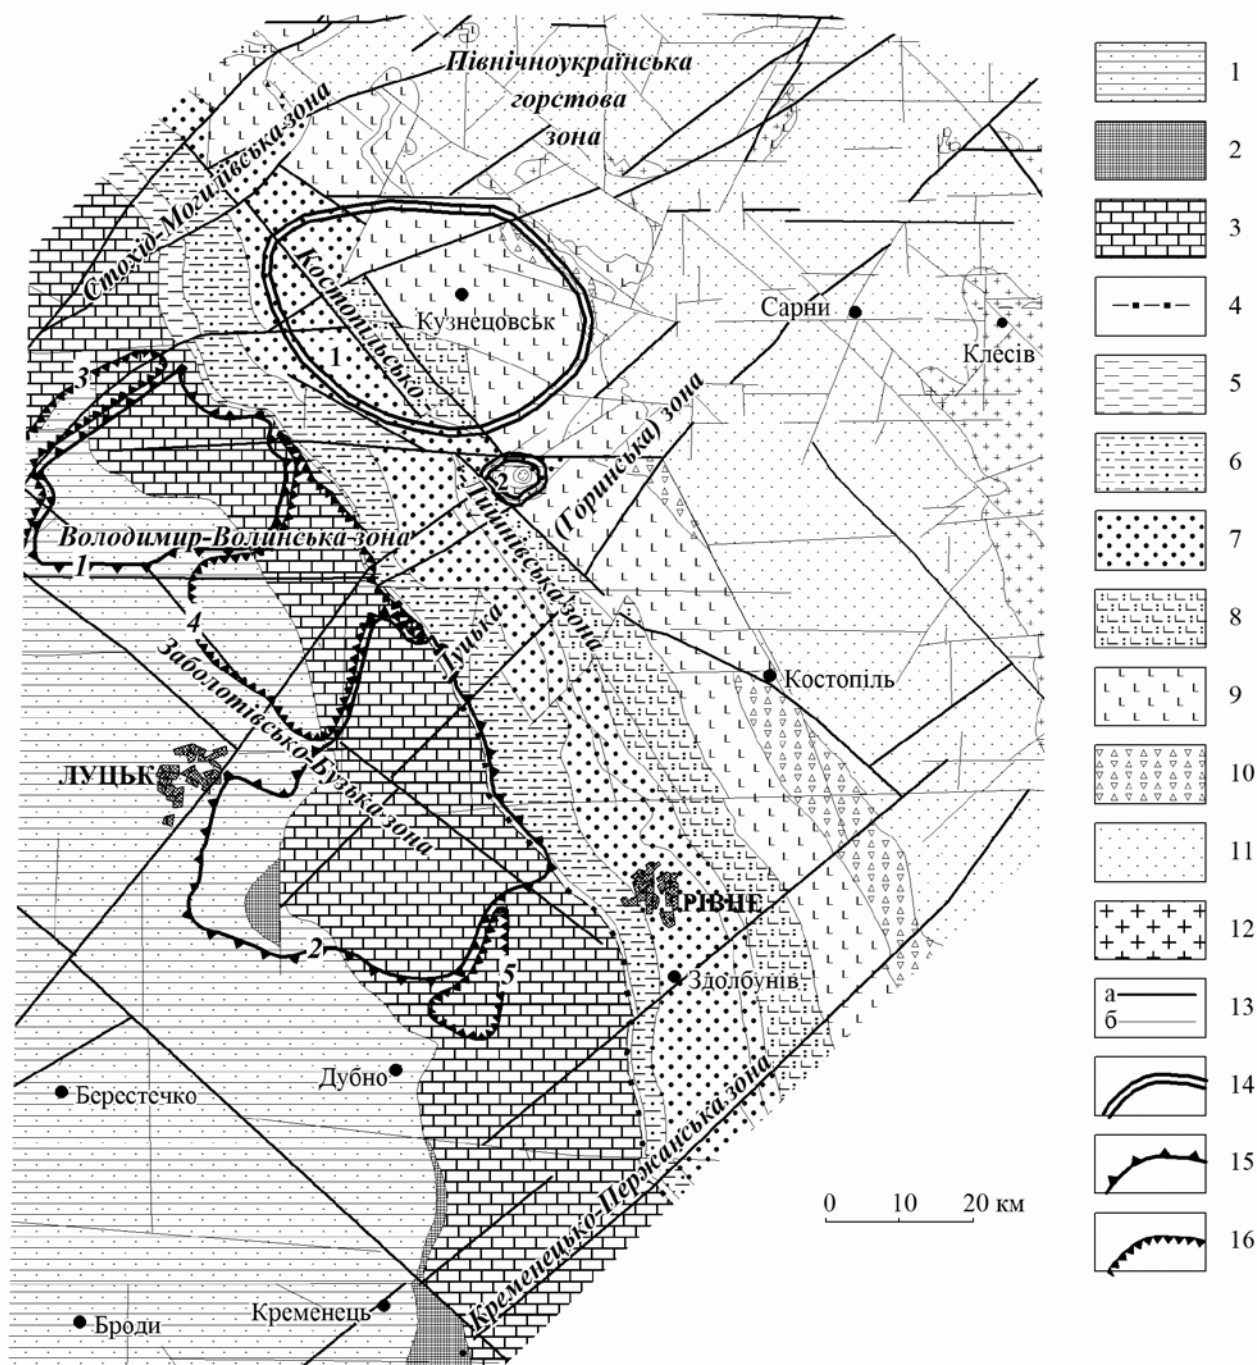 Північноукраїнська
горстова
зона
Стохід-Могилівська зона
Костопільсько-
Кузнецовськ
Сарни
Клесів
1
2
3
Лишнівська зона
(Горинська) зона
Володимир-Волинська зона
1
4
Луцька
Заболотівсько-Бузька зона
Костопіль
ЛУЦЬК
РІВНЕ
2
5
Здолбунів
Дубно
Берестечко
Кременецько-Пержанська зона
0 10 20 км
Кременець
Броди
1
2
3
4
5
6
7
8
9
10
11
12
а
б
13
14
15
16